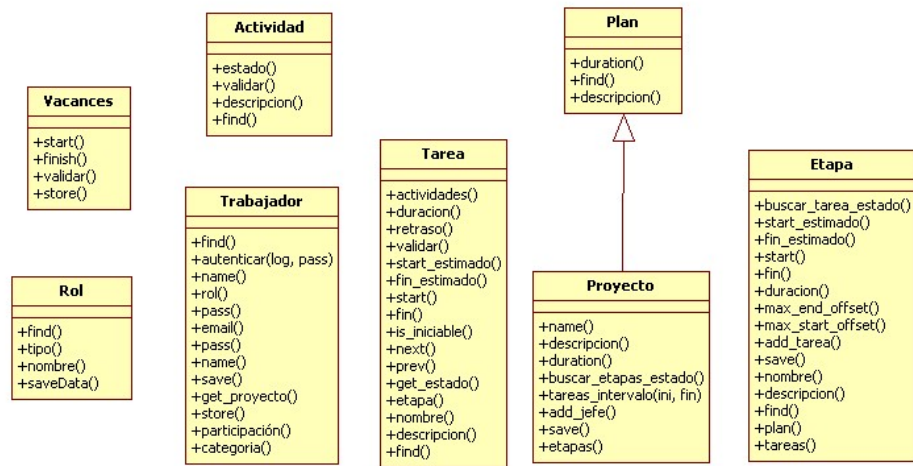 Actividad
+estado()
+validar()
+descripcion()
+find()
Plan
+duration()
+find()
+descripcion()
Vacances
+start()
+finish()
+validar()
+store()
Tarea
+actividades()
+duracion()
+retraso()
+validar()
+start_estimado()
+fin_estimado()
+start()
+fin()
+is_iniciable()
+next()
+prev()
+get_estado()
+etapa()
+nombre()
+descripcion()
+find()
Etapa
+buscar_tarea_estado()
+start_estimado()
+fin_estimado()
+start()
+fin()
+duracion()
+max_end_offset()
+max_start_offset()
+add_tarea()
+save()
+nombre()
+descripcion()
+find()
+plan()
+tareas()
Trabajador
+find()
+autenticar(log, pass)
+name()
+rol()
+pass()
+email()
+pass()
+name()
+save()
+get_proyecto()
+store()
+participación()
+categoria()
Rol
+find()
+tipo()
+nombre()
+saveData()
Proyecto
+name()
+descripcion()
+duration()
+buscar_etapas_estado()
+tareas_intervalo(ini, fin)
+add_jefe()
+save()
+etapas()